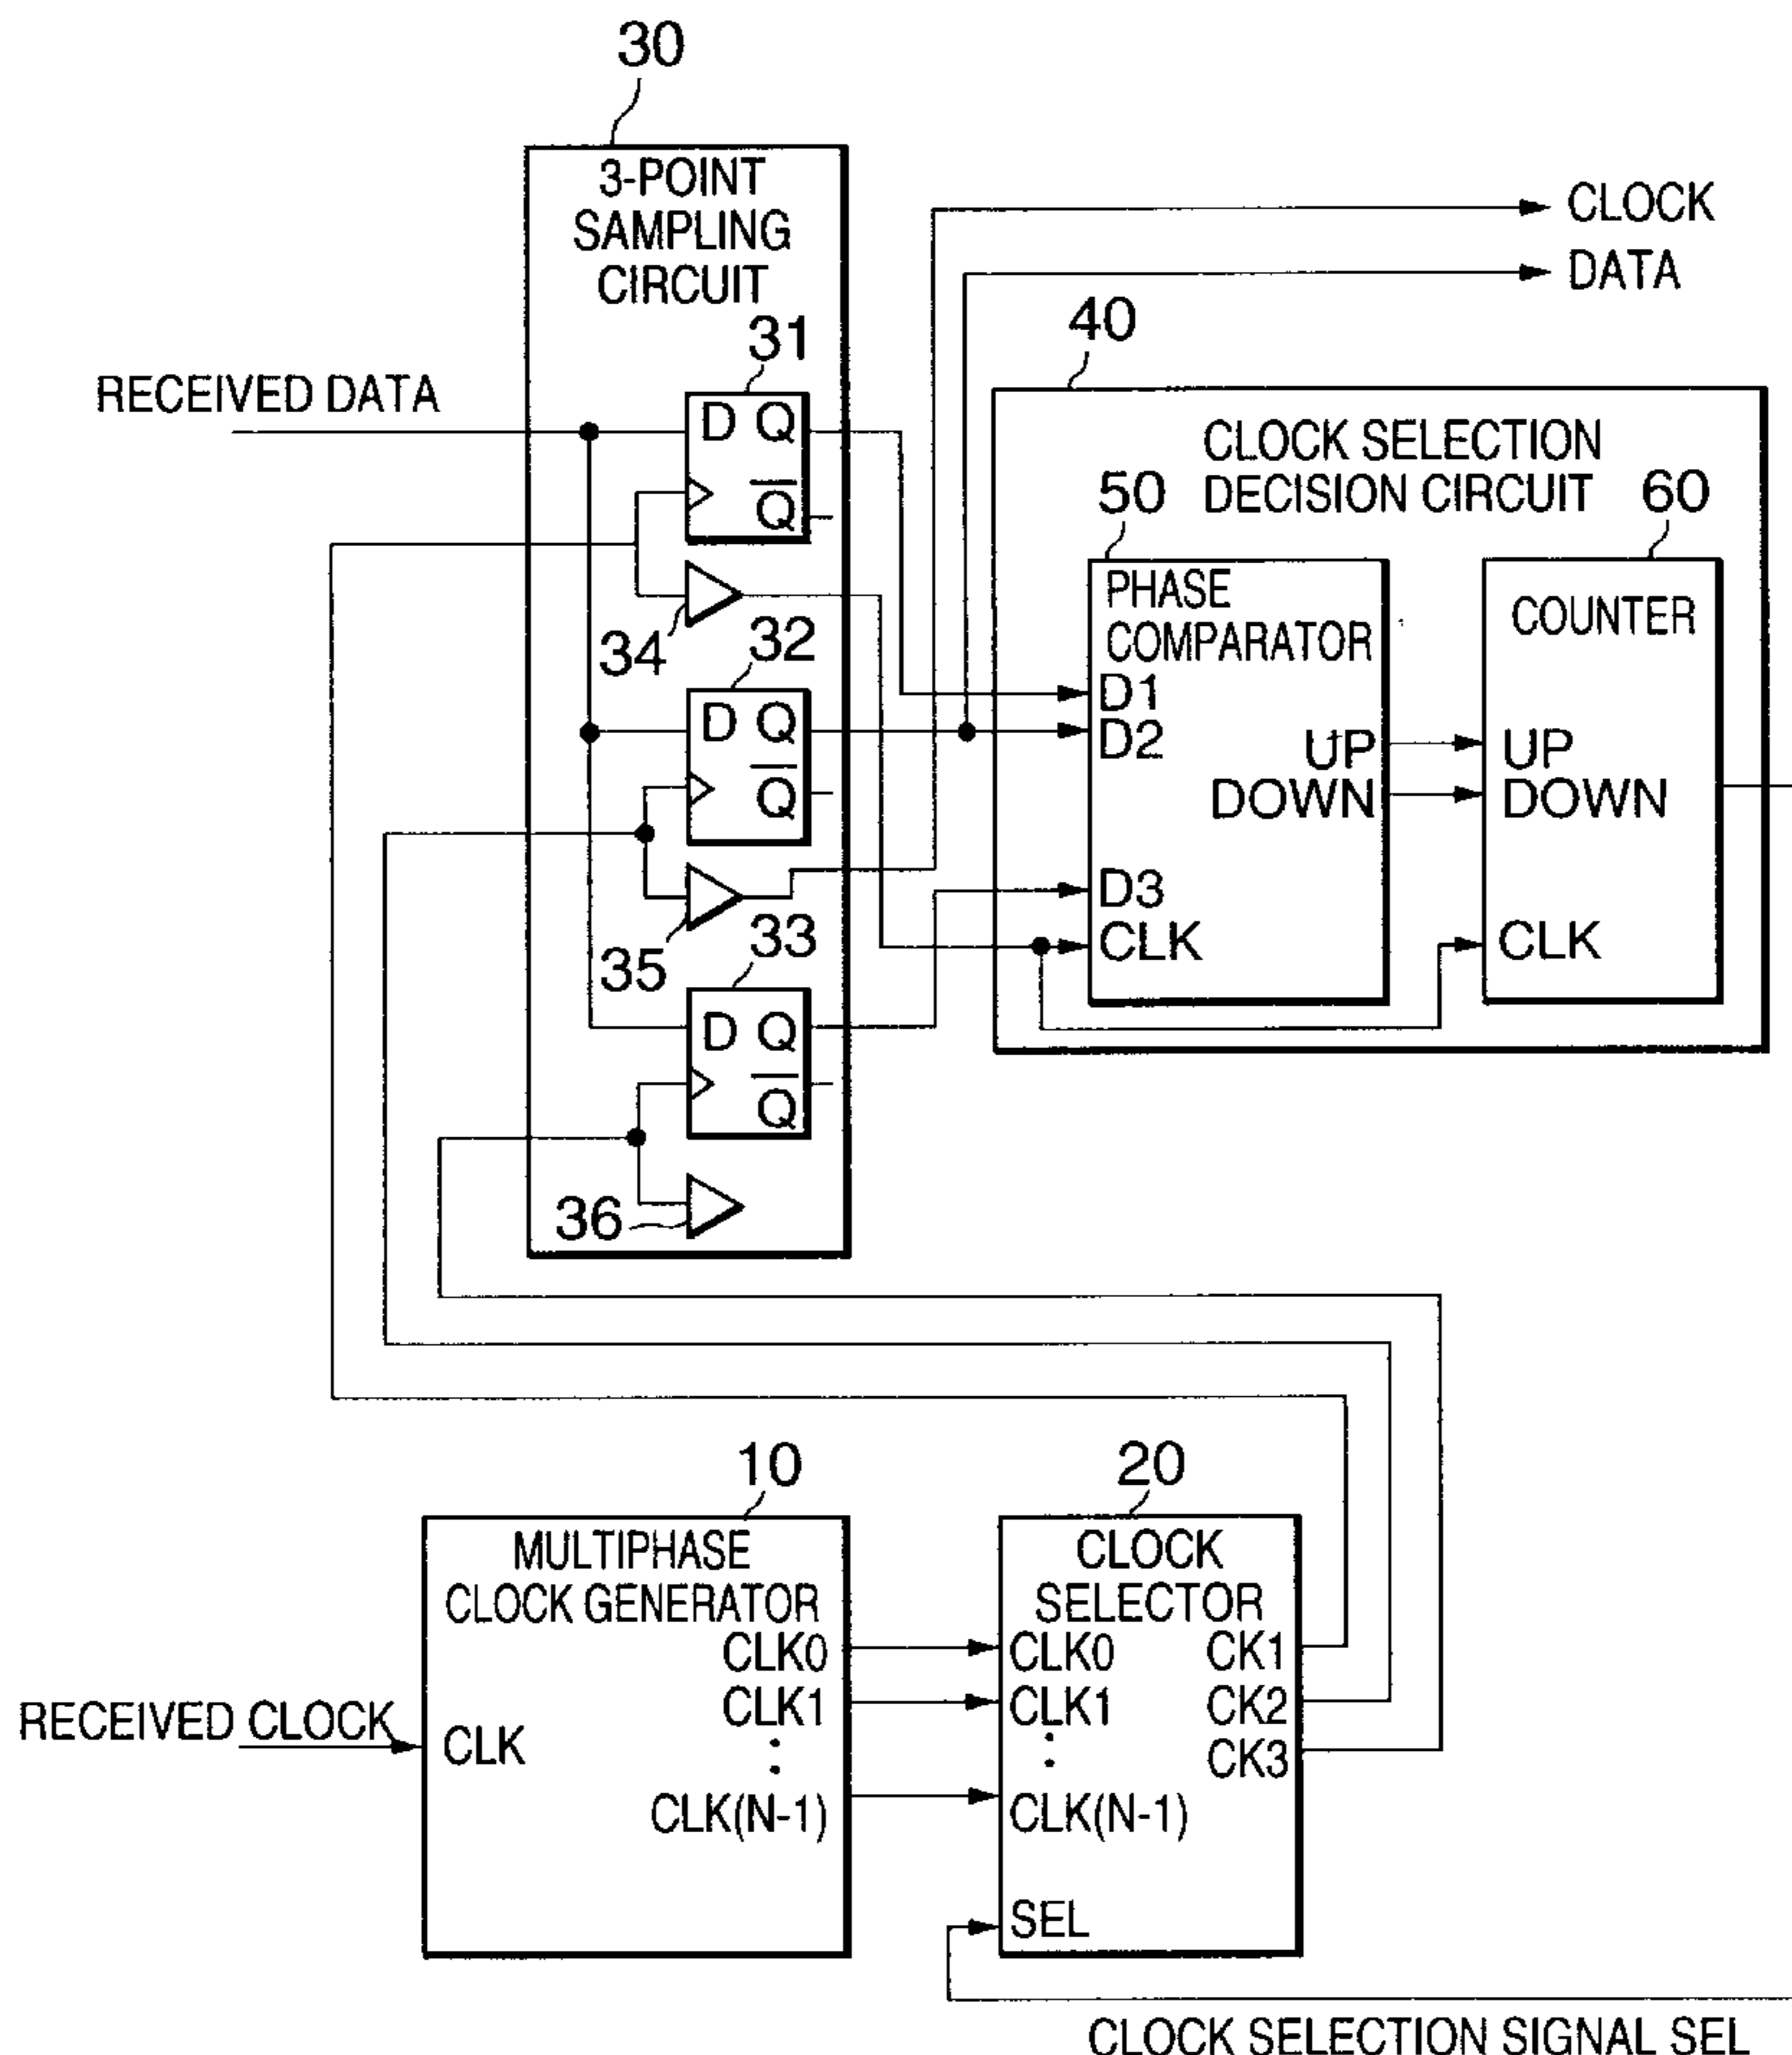 30
3-POINT
SAMPLING
CIRCUIT
CLOCK
DATA
31
40
RECEIVED DATA
D Q
Q
CLOCK SELECTION
DECISION CIRCUIT
50
60
PHASE
COMPARATOR
COUNTER
34
32
D1
D2
D Q
Q
UP
DOWN
UP
DOWN
D3
CLK
CLK
35
33
D Q
Q
36
10
20
MULTIPHASE
CLOCK GENERATOR
CLOCK
SELECTOR
CLK0
CLK0
CK1
CLK1
CLK1
CK2
RECEIVED CLOCK
CLK
:
:
CK3
CLK(N-1)
CLK(N-1)
SEL
CLOCK SELECTION SIGNAL SEL